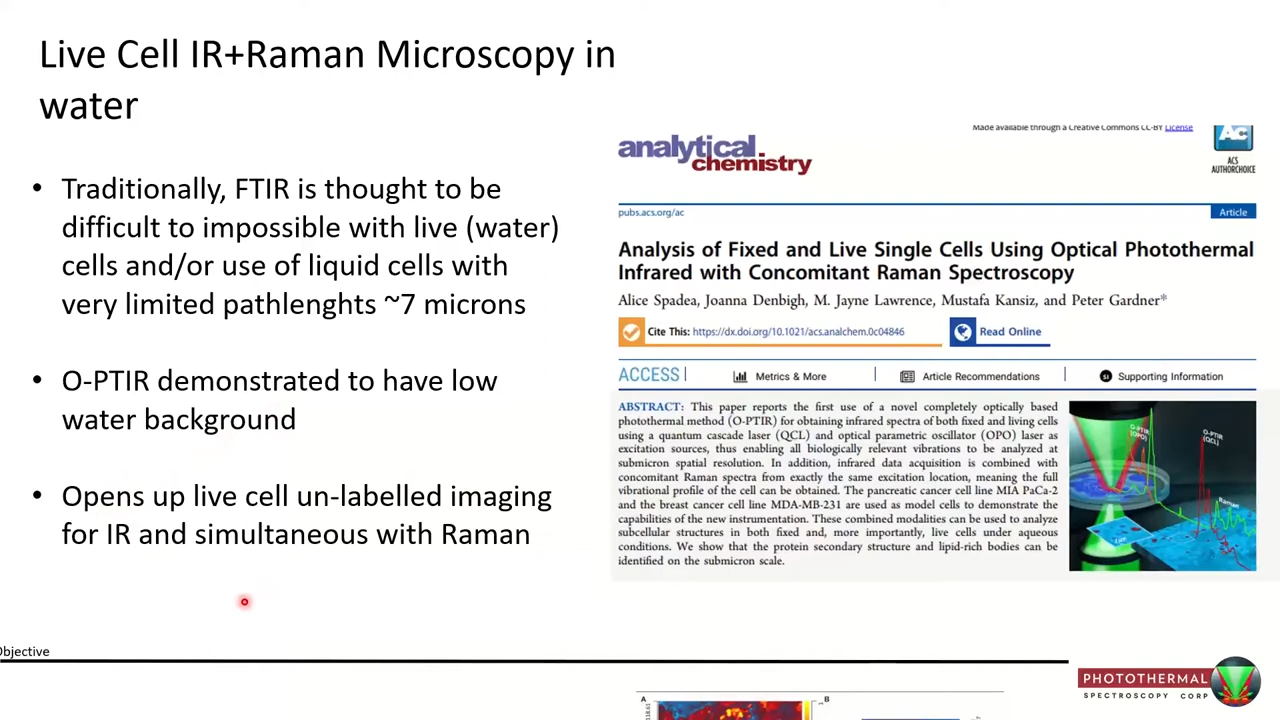 Live Cell IR+Raman Microscopy in
water
• Traditionally, FTIR is thought to be
difficult to impossible with live (water)
cells and/or use of liquid cells with
very limited pathlenghts ~7 microns
• O-PTIR demonstrated to have low
water background
• Opens up live cell un-labelled imaging
for IR and simultaneous with Raman
Made available through a Creative Commons CC-BY License
analytical
chemistry
AC
ACS
AUTHORCHOICE
pubs.acs.org/ac
Article
Analysis of Fixed and Live Single Cells Using Optical Photothermal
Infrared with Concomitant Raman Spectroscopy
Alice Spadea, Joanna Denbigh, M. Jayne Lawrence, Mustafa Kansiz, and Peter Gardner*
Cite This: https://dx.doi.org/10.1021/acs.analchem.0c04846
Read Online
ACCESS
Metrics & More
Article Recommendations
SI Supporting Information
ABSTRACT: This paper reports the first use of a novel completely optically based
photothermal method (O-PTIR) for obtaining infrared spectra of both fixed and living cells
using a quantum cascade laser (QCL) and optical parametric oscillator (OPO) laser as
excitation sources, thus enabling all biologically relevant vibrations to be analyzed at
submicron spatial resolution. In addition, infrared data acquisition is combined with
concomitant Raman spectra from exactly the same excitation location, meaning the full
vibrational profile of the cell can be obtained. The pancreatic cancer cell line MIA PaCa-2
and the breast cancer cell line MDA-MB-231 are used as model cells to demonstrate the
capabilities of the new instrumentation. These combined modalities can be used to analyze
subcellular structures in both fixed and, more importantly, live cells under aqueous
conditions. We show that the protein secondary structure and lipid-rich bodies can be
identified on the submicron scale.
O-PTIR
(OPO)
O-PTIR
(QCL)
Raman
Objective
PHOTOTHERMAL
SPECTROSCOPY CORP
A
B